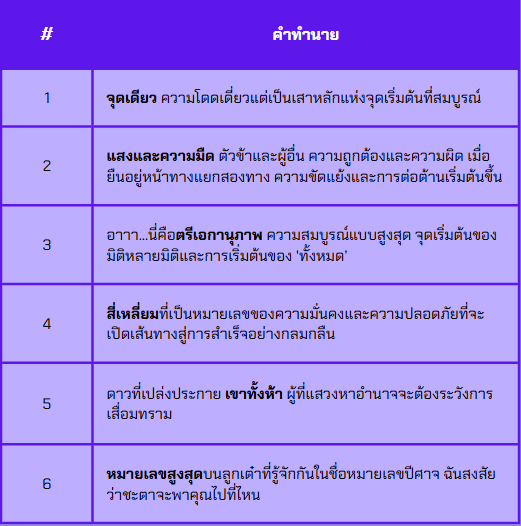 #
คำทำนาย
1
จุดเดียว ความโดดเดี่ยวแต่เป็นเสาหลักแห่งจุดเริ่มต้นที่สมบูรณ์
2
แสงและความมืด ตัวข้าและผู้อื่น ความถูกต้องและความผิด เมื่อ
ยืนอยู่หน้าทางแยกสองทาง ความขัดแย้งและการต่อต้านเริ่มต้นขึ้น
3
อาาา...นี่คือตรีเอกานุภาพ ความสมบูรณ์แบบสูงสุด จุดเริ่มต้นของ
มิติหลายมิติและการเริ่มต้นของ 'ทั้งหมด'
4
สี่เหลี่ยมที่เป็นหมายเลขของความมั่นคงและความปลอดภัยที่จะ
เปิดเส้นทางสู่การสำเร็จอย่างกลมกลืน
5
ดาวที่เปล่งประกาย เขาทั้งห้า ผู้ที่แสวงหาอำนาจจะต้องระวังการ
เสื่อมทราม
6
หมายเลขสูงสุดบนลูกเต๋าที่รู้จักกันในชื่อหมายเลขปีศาจ ฉันสงสัย
ว่าชะตาจะพาคุณไปที่ไหน